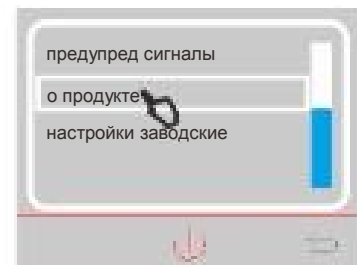 предупред сигналы
о продукте
настройки заводские